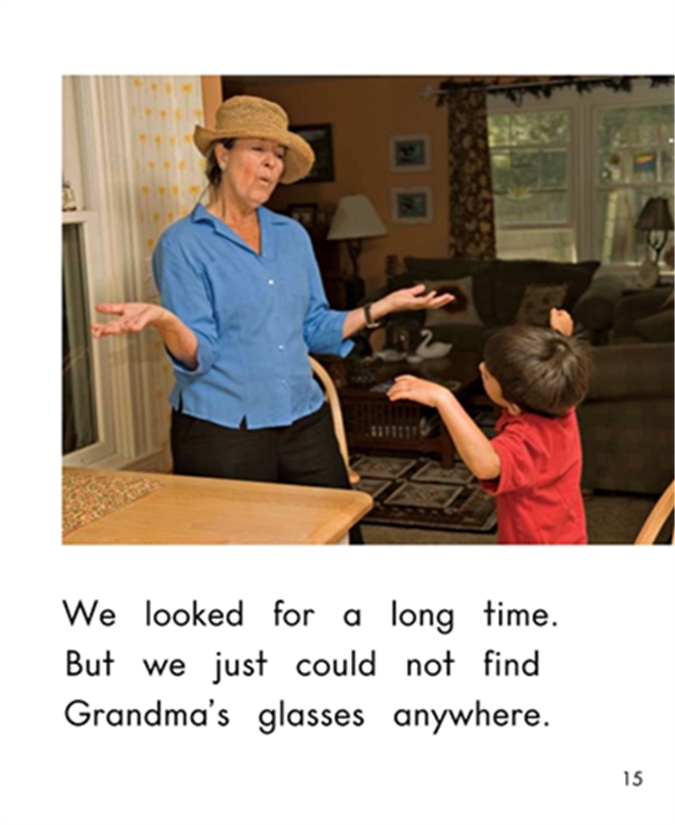 We looked for a long time.
But we just could not find
Grandma's glasses anywhere.
15